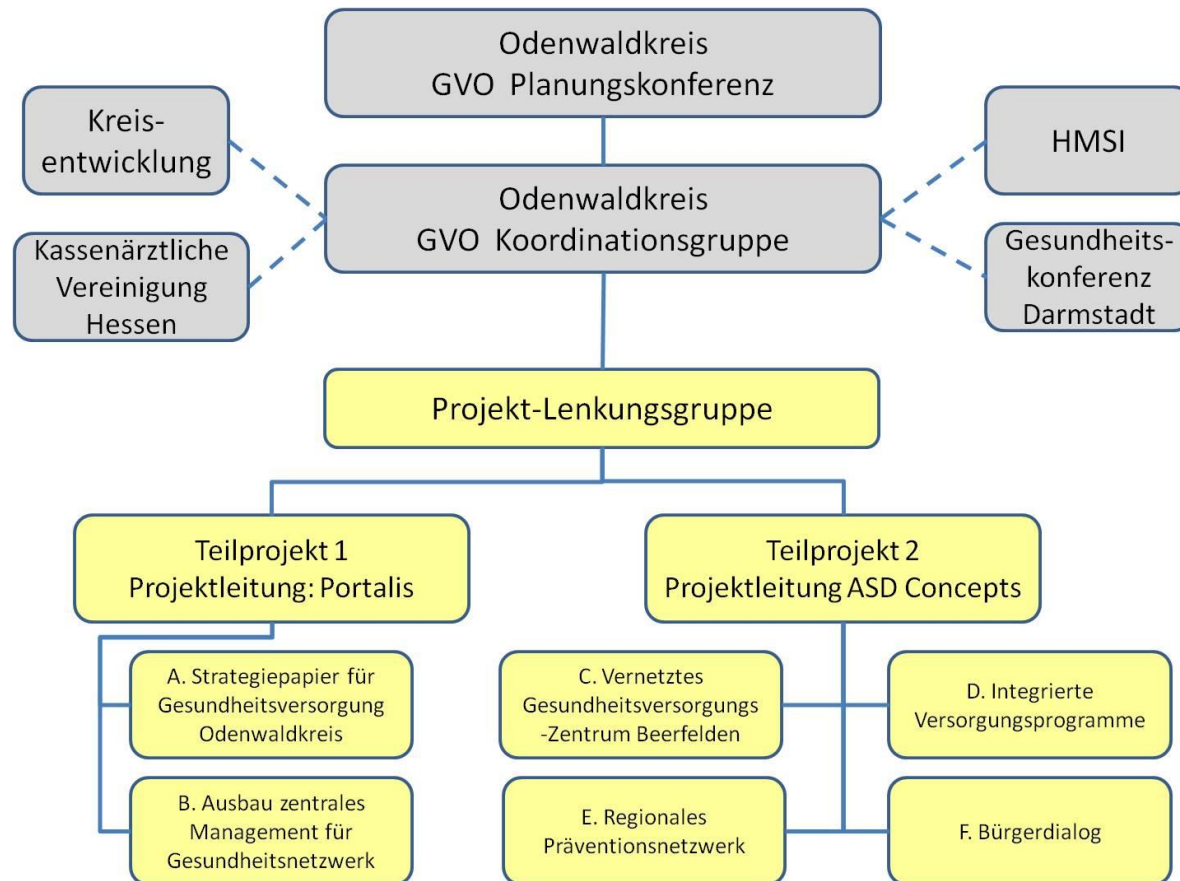 Odenwaldkreis
GVO Planungskonferenz
Kreis-
entwicklung
HMSI
Odenwaldkreis
GVO Koordinationsgruppe
Kassenärztliche
Vereinigung
Hessen
Gesundheits-
konferenz
Darmstadt
Projekt-Lenkungsgruppe
Teilprojekt 1
Projektleitung: Portalis
Teilprojekt 2
Projektleitung ASD Concepts
A. Strategiepapier für
Gesundheitsversorgung
Odenwaldkreis
C. Vernetztes
Gesundheitsversorgungs
-Zentrum Beerfelden
D. Integrierte
Versorgungsprogramme
B. Ausbau zentrales
Management für
Gesundheitsnetzwerk
E. Regionales
Präventionsnetzwerk
F. Bürgerdialog